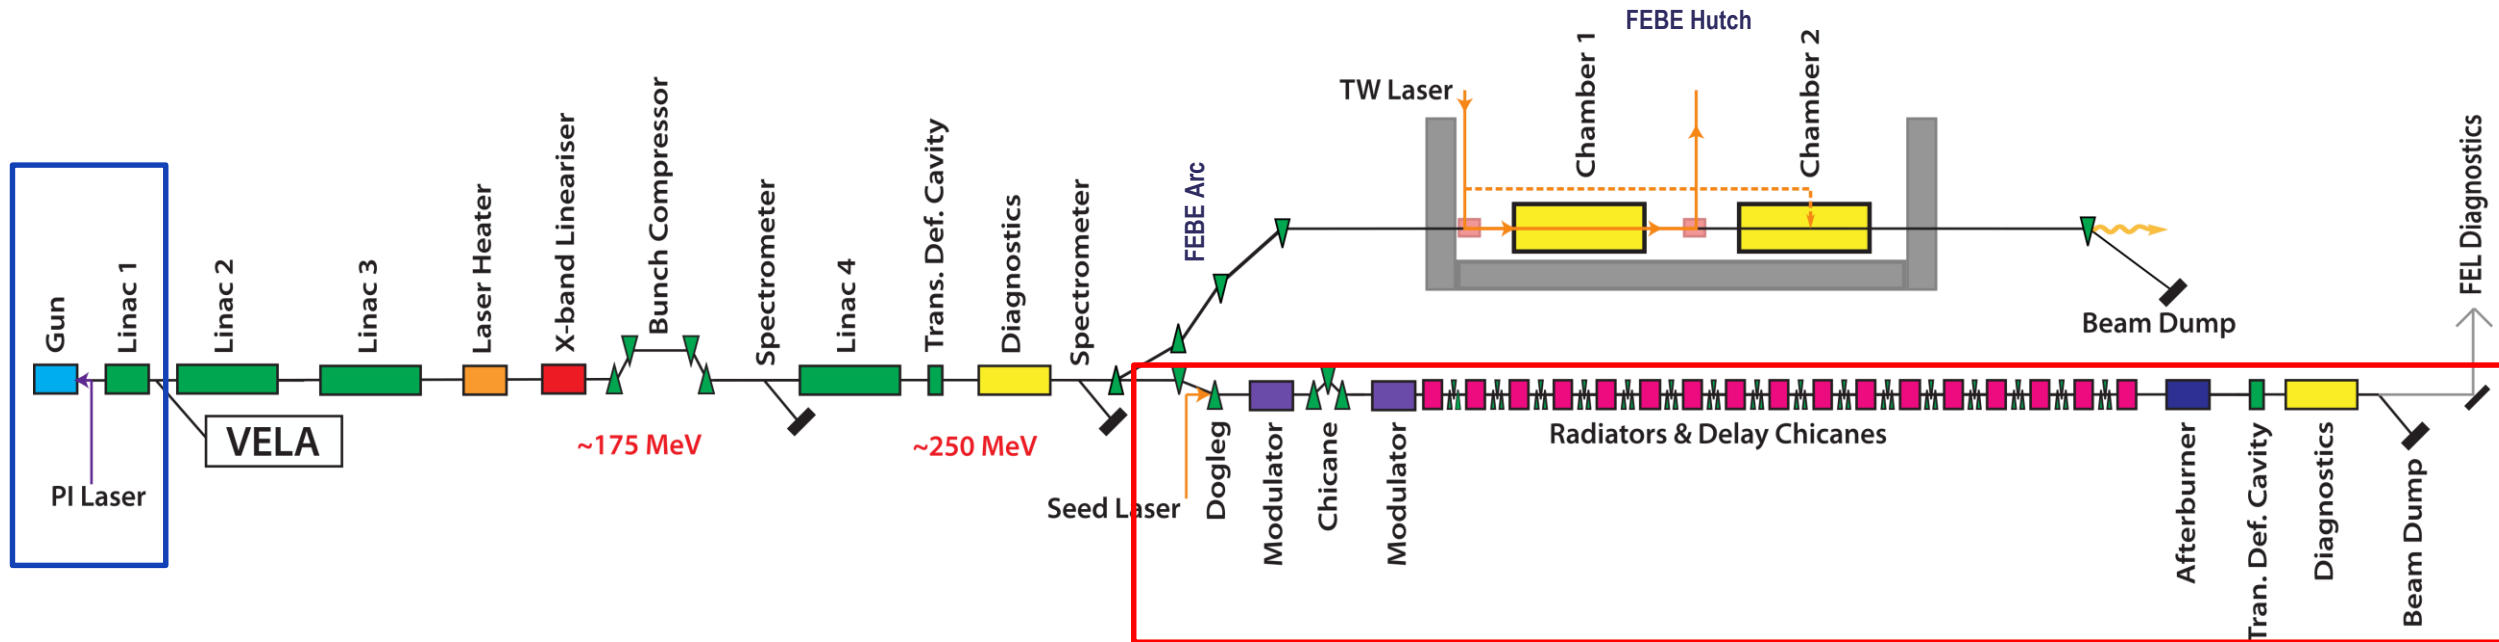 FEBE Hutch
TW Laser
Chamber 1
Chamber 2
FEBE Arc
FEL Diagnostics
Gun
Linac 1
Linac 2
Linac 3
Laser Heater
X-band Lineariser
Bunch Compressor
Spectrometer
Linac 4
Trans. Def. Cavity
Diagnostics
Spectrometer
Beam Dump
VELA
PI Laser
~175 MeV
~250 MeV
Seed Laser
Dogleg
Modulator
Chicane
Modulator
Radiators & Delay Chicanes
Afterburner
Tran. Def. Cavity
Diagnostics
Beam Dump